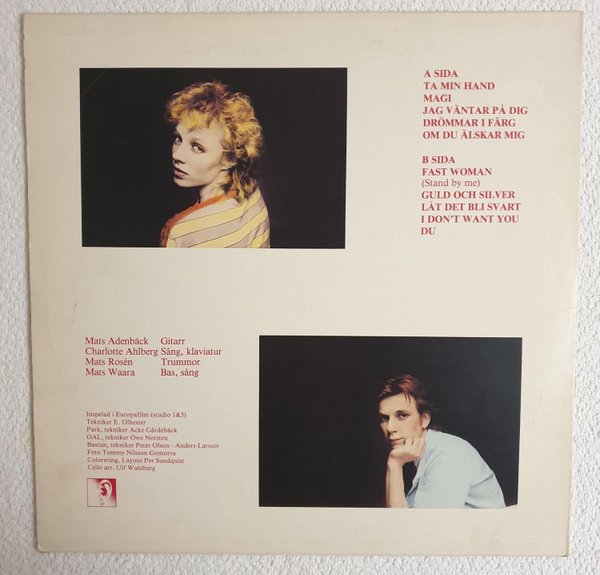 A SIDA
TA MIN HAND
MAGI
JAG VÄNTAR PÅ DIG
DRÖMMAR I FÄRG
OM DU ÄLSKAR MIG
B SIDA
FAST WOMAN
(Stand by me)
GULD OCH SILVER
LÅT DET BLI SVART
I DON'T WANT YOU
DU
Mats Adenbäck Gitarr
Charlotte Ahlberg Sång, klaviatur
Mats Rosén Trummor
Mats Waara Bas, sång
Inspelad i Europafilm (studio 1&3)
Tekniker E. Olhester
Park, tekniker Acke Gårdebäck
OAL, tekniker Owe Norsten
Bastun, tekniker Peter Olson - Anders Larssor
Foto Tommy Nilsson Gomorra
Colorering, Layout Per Sundquist
Cello arr. Ulf Wahlberg